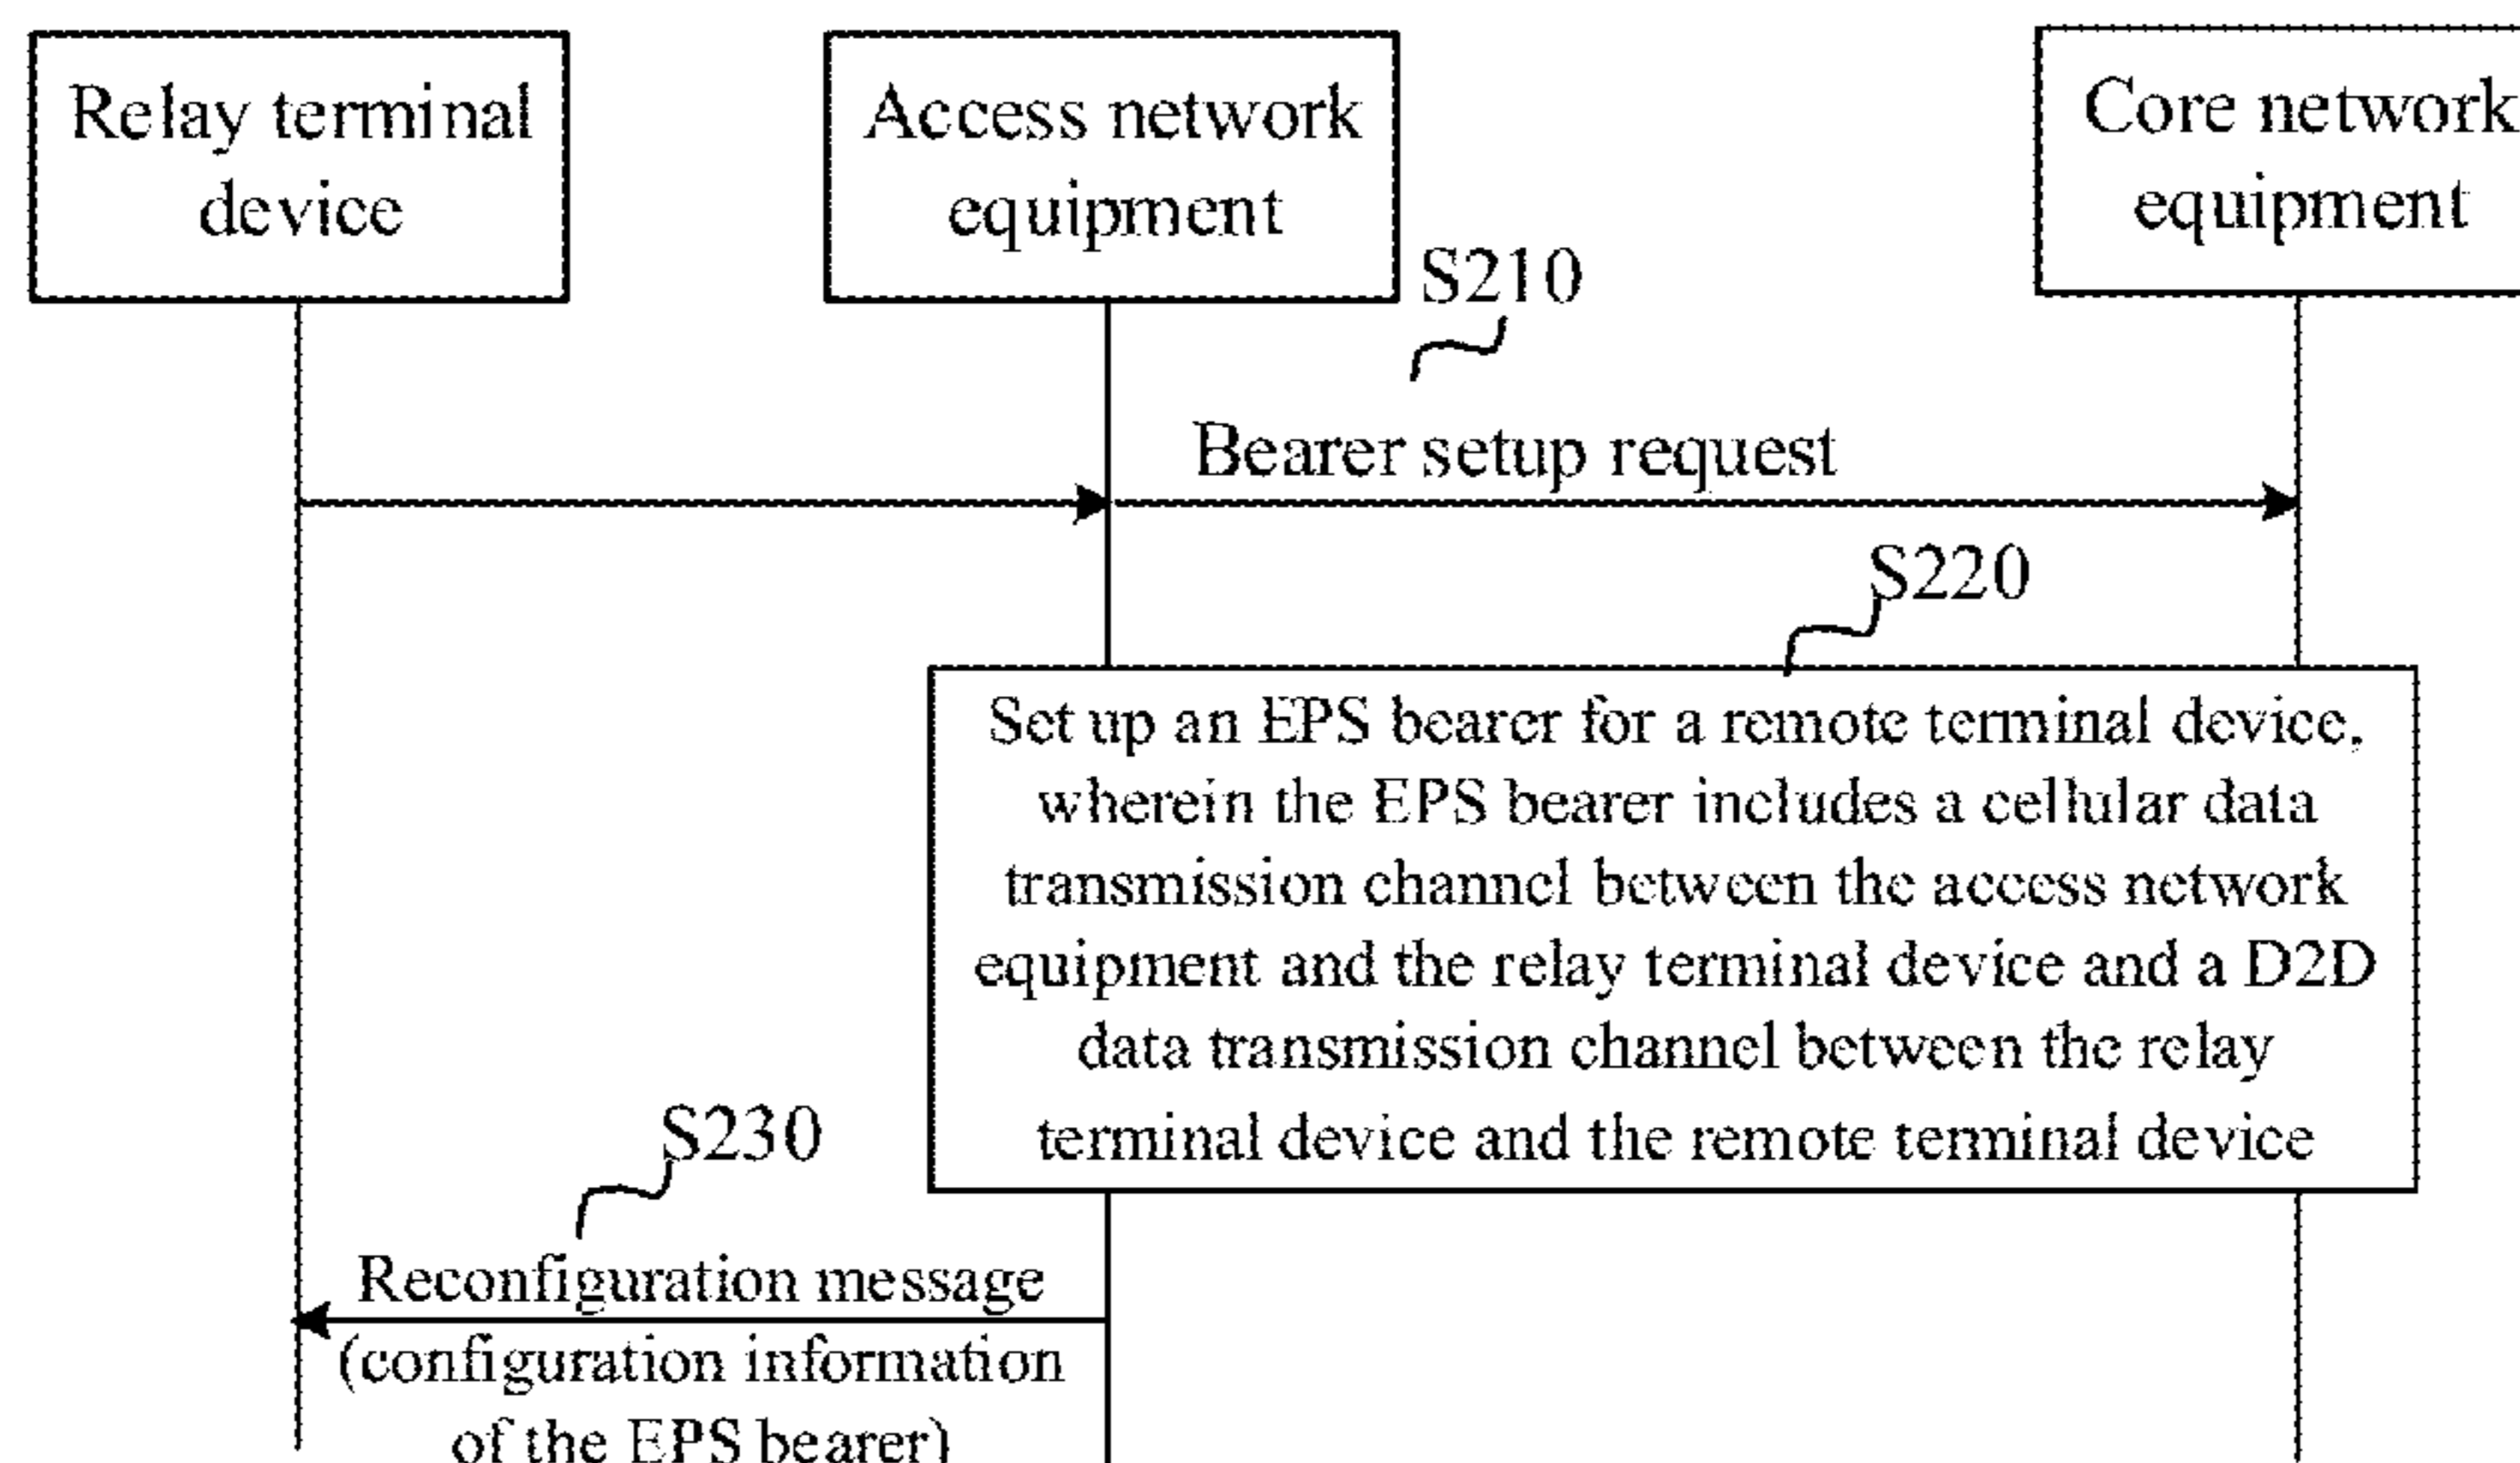 Relay terminal
device
Access network
equipment
Core network
equipment
S210
Bearer setup request
S220
Set up an EPS bearer for a remote terminal device,
wherein the EPS bearer includes a cellular data
transmission channel between the access network
equipment and the relay terminal device and a D2D
data transmission channel between the relay
terminal device and the remote terminal device
S230
Reconfiguration message
(configuration information
of the EPS bearer)